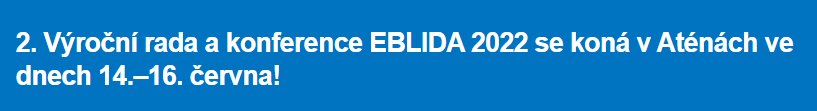 2. Výroční rada a konference EBLIDA 2022 se koná v Aténách ve
dnech 14.–16. června!